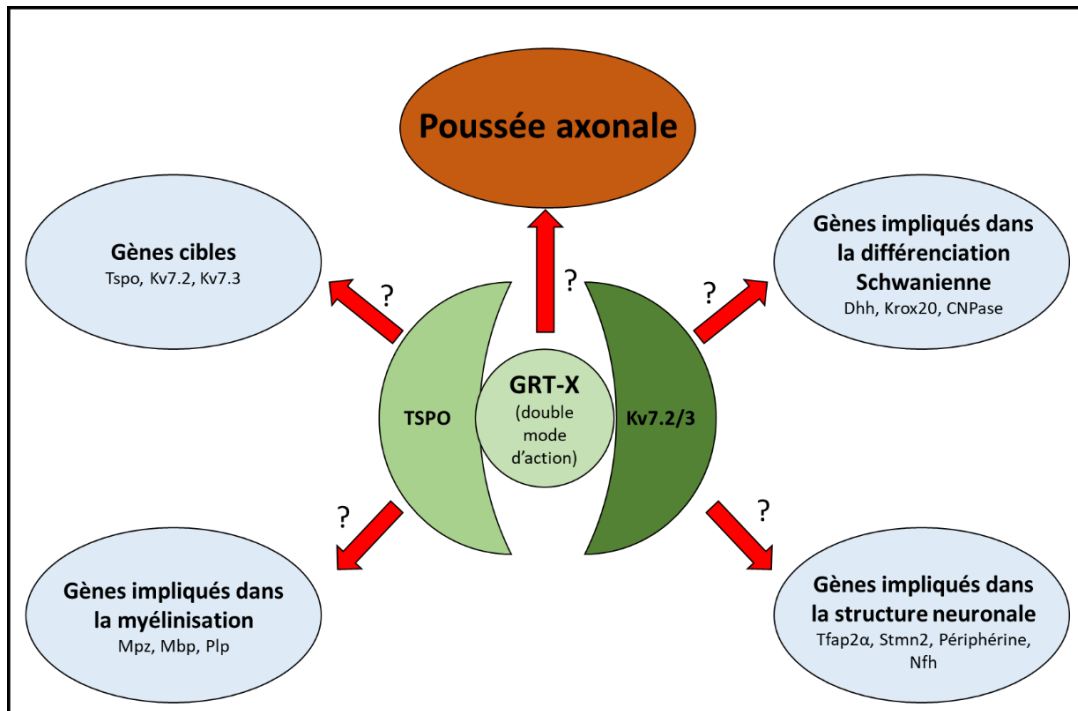 Poussée axonale
Gènes cibles
Tspo, Kv7.2, Kv7.3
Gènes impliqués dans
la différenciation
Schwanienne
Dhh, Krox20, CNPase
?
?
?
TSPO
GRT-X
(double
mode
d'action)
Kv7.2/3
?
?
Gènes impliqués dans
la myélinisation
Mpz, Mbp, Plp
Gènes impliqués dans
la structure neuronale
Tfap2α, Stmn2, Périphérine,
Nfh